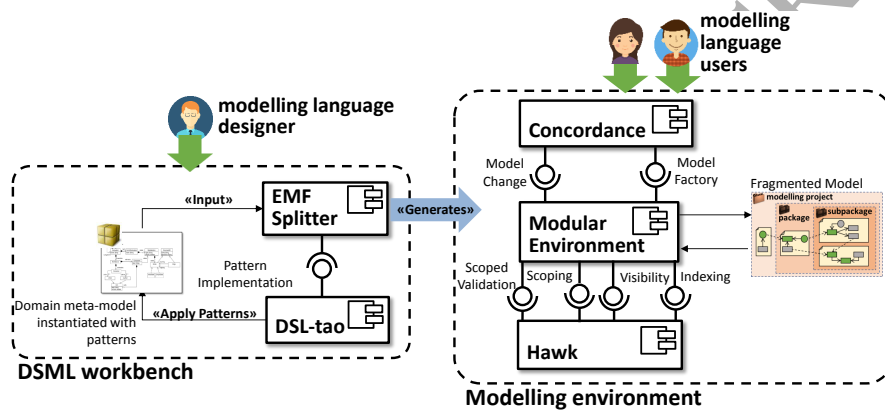 modelling language
designer
«Input»
EMF
Splitter
Pattern
Implementation
Domain meta-model
instantiated with
patterns
«Apply Patterns»
DSL-tao
DSML workbench
«Generates»
modelling
language
users
Concordance
Model
Change
Model
Factory
Modular
Environment
Fragmented Model
modelling project
package
subpackage
Scoped
Validation
Scoping
Visibility
Indexing
Hawk
Modelling environment